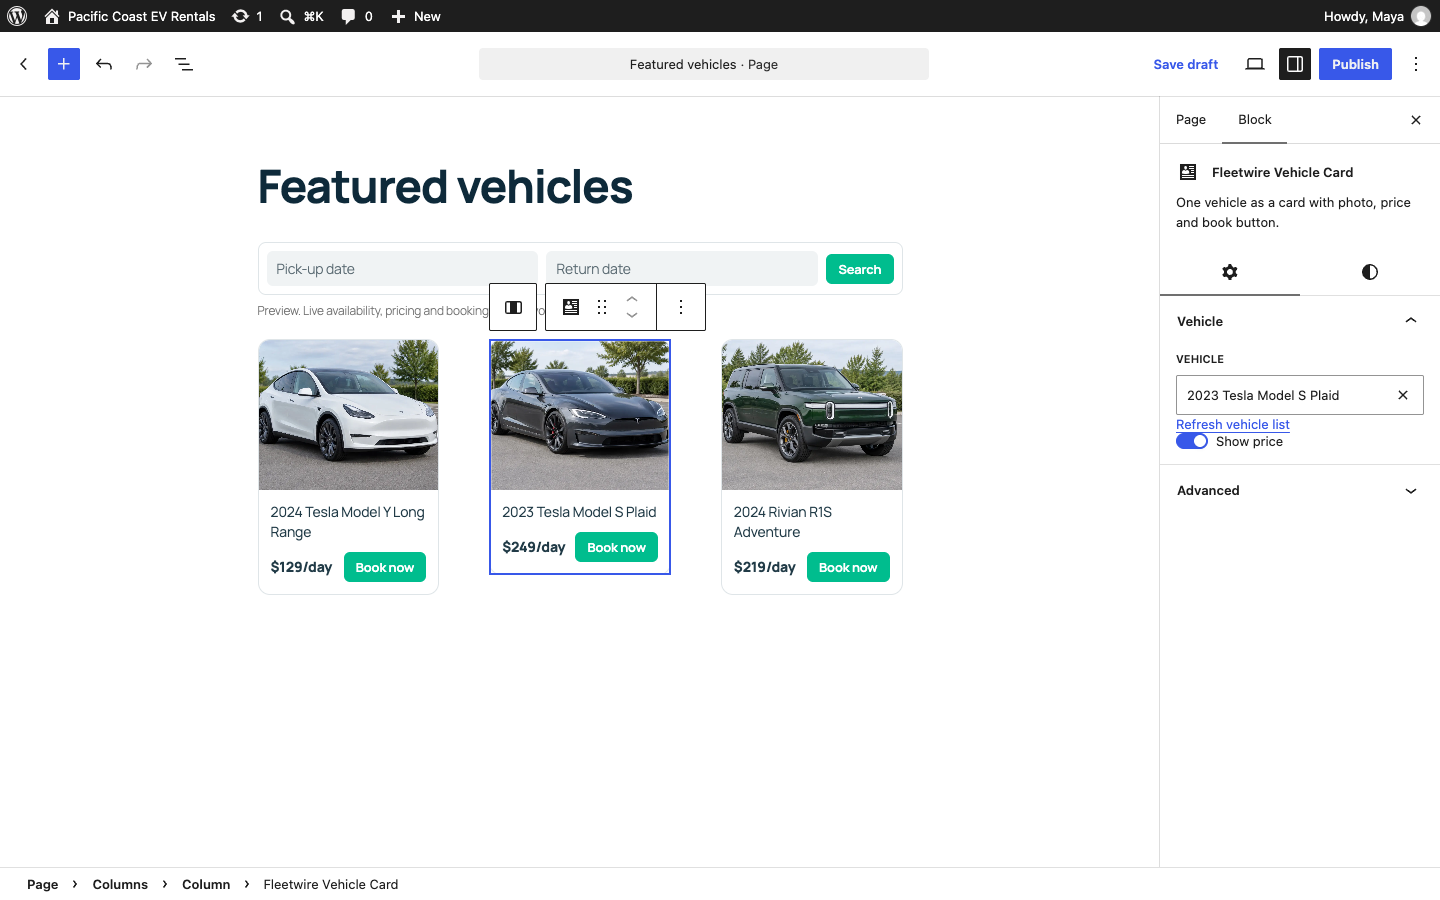 Pacific Coast EV Rentals 1 ⌘K 0 New Howdy, Maya
Featured vehicles · Page Save draft Publish
Page Block
Fleetwire Vehicle Card
One vehicle as a card with photo, price
and book button.
Vehicle
VEHICLE
2023 Tesla Model S Plaid
Refresh vehicle list
Show price
Advanced
Featured vehicles
Pick-up date Return date Search
Preview. Live availability, pricing and booking
2024 Tesla Model Y Long
Range
$129/day Book now
2023 Tesla Model S Plaid
$249/day Book now
2024 Rivian R1S
Adventure
$219/day Book now
Page › Columns › Column › Fleetwire Vehicle Card